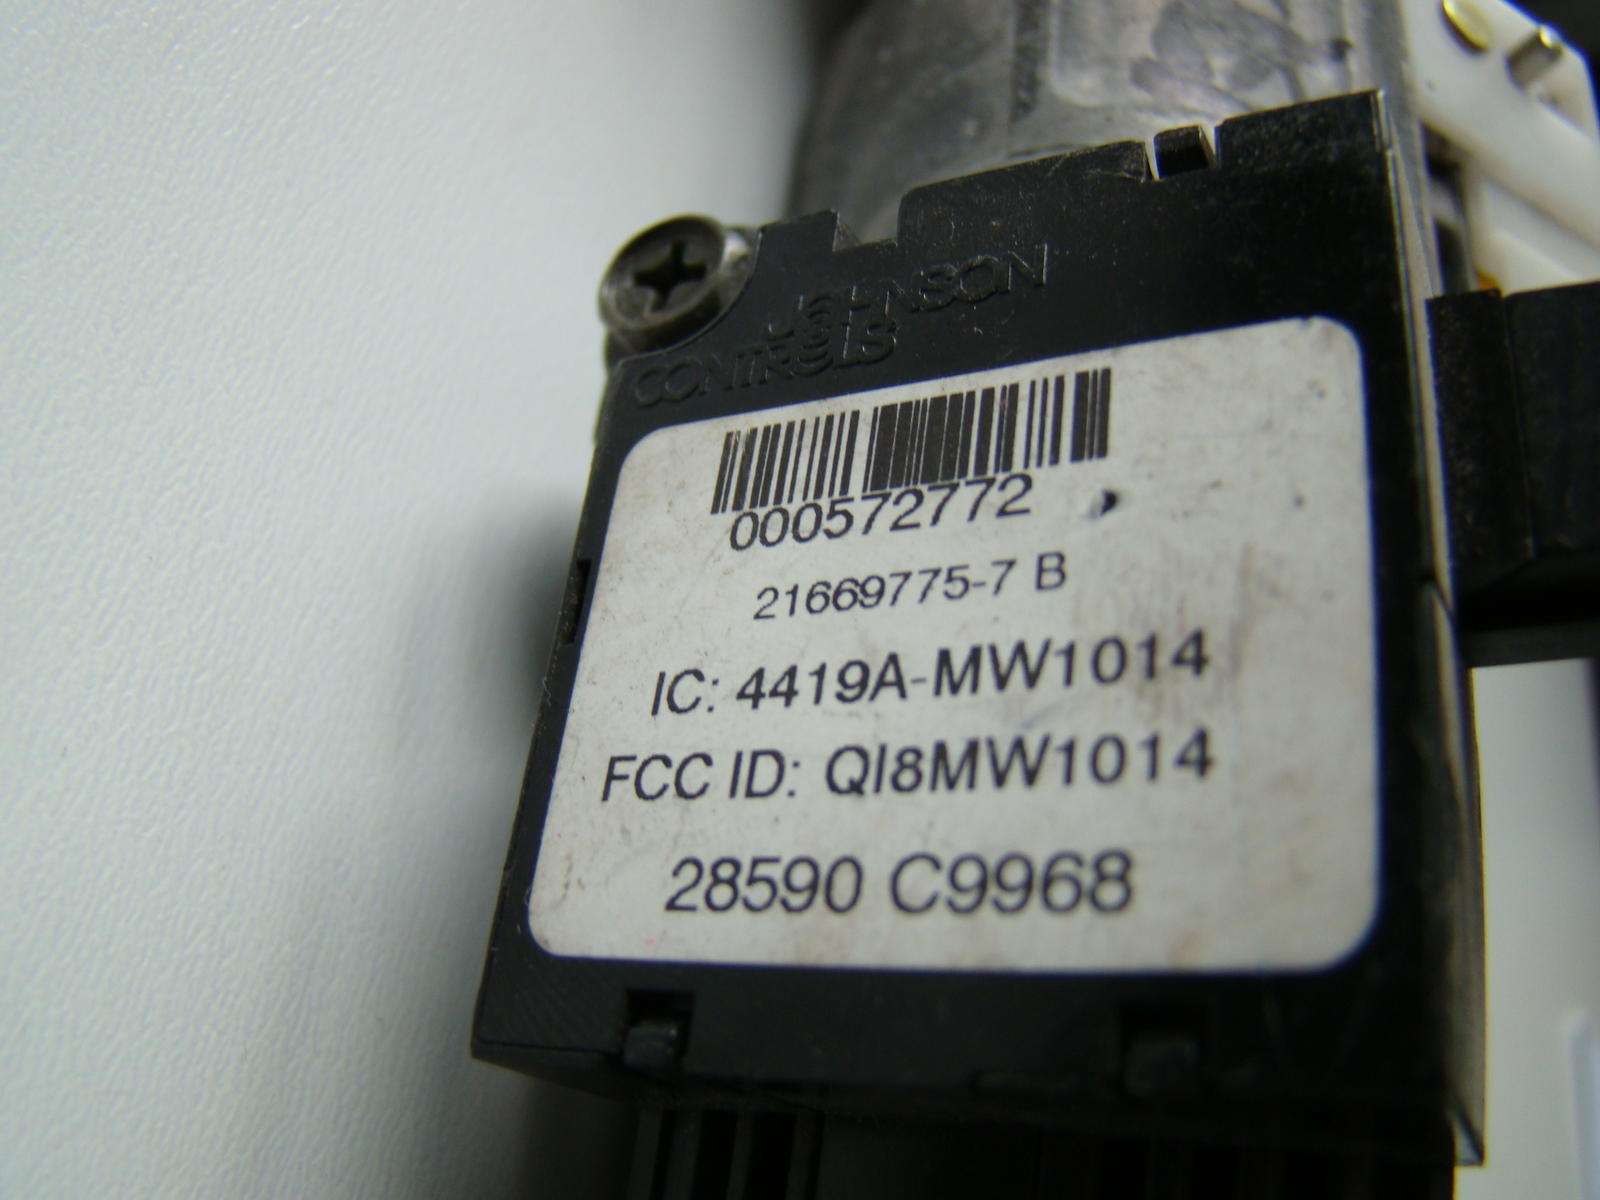 JOHNSON
CONTROLS
000572772
21669775-7 B
IC: 4419A-MW1014
FCC ID: QI8MW1014
28590 C9968